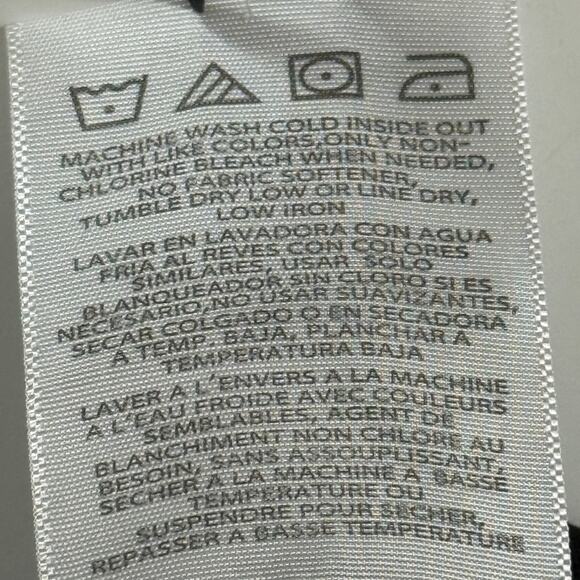 MACHINE WASH COLD INSIDE OUT
WITH LIKE COLORS,ONLY NON-
CHLORINE BLEACH WHEN NEEDED,
NO FABRIC SOFTENER,
TUMBLE DRY LOW OR LINE DRY,
LOW IRON
LAVAR EN LAVADORA CON AGUA
FRIA AL REVES CON COLORES
SIMILARES, USAR SOLO
BLANQUEADOR SIN CLORO SI ES
NECESARIO,NO USAR SUAVIZANTES,
SECAR COLGADO O EN SECADORA
A TEMP. BAJA, PLANCHAR A
TEMPERATURA BAJA
LAVER A L'ENVERS A LA MACHINE
A L'EAU FROIDE AVEC COULEURS
SEMBLABLES, AGENT DE
BLANCHIMENT NON CHLORE AU
BESOIN, SANS ASSOUPLISSANT,
SECHER A LA MACHINE A BASSE
TEMPERATURE OU
SUSPENDRE POUR SECHER,
REPASSER A BASSE TEMPERATURE